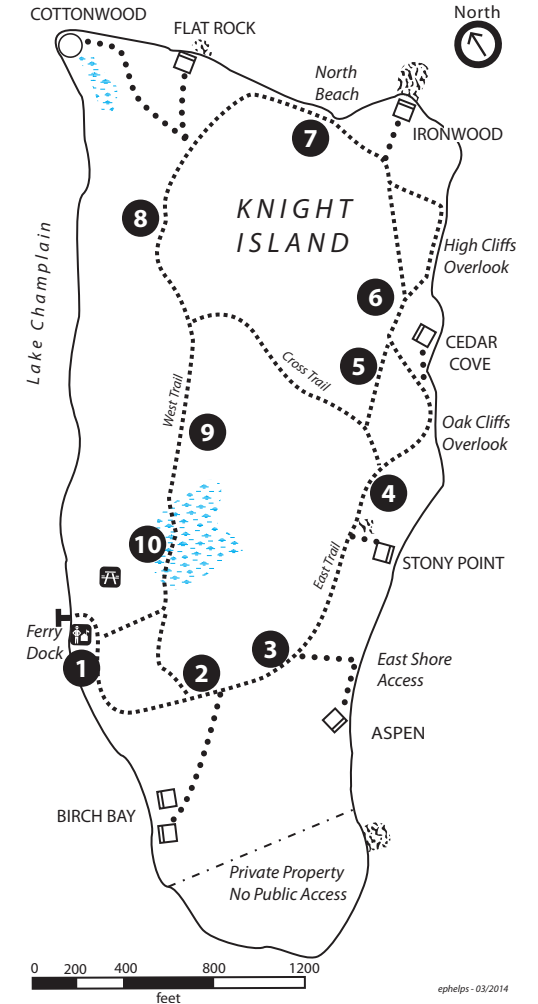 COTTONWOOD
FLAT ROCK
North
North
Beach
IRONWOOD
7
8
KNIGHT
ISLAND
High Cliffs
Overlook
Lake Champlain
6
CEDAR
COVE
5
Cross Trail
West Trail
Oak Cliffs
Overlook
9
4
10
STONY POINT
East Trail
Ferry
Dock
1
3
2
East Shore
Access
ASPEN
BIRCH BAY
Private Property
No Public Access
0 200 400 800 1200
feet
ephelps - 03/2014